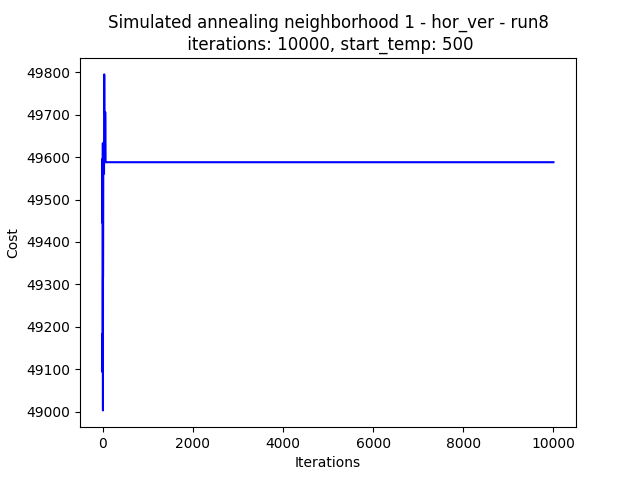 Simulated annealing neighborhood 1 - hor_ver - run8
iterations: 10000, start_temp: 500
49800
49700
49600
49500
49400
49300
49200
49100
49000
Cost
0 2000 4000 6000 8000 10000
Iterations